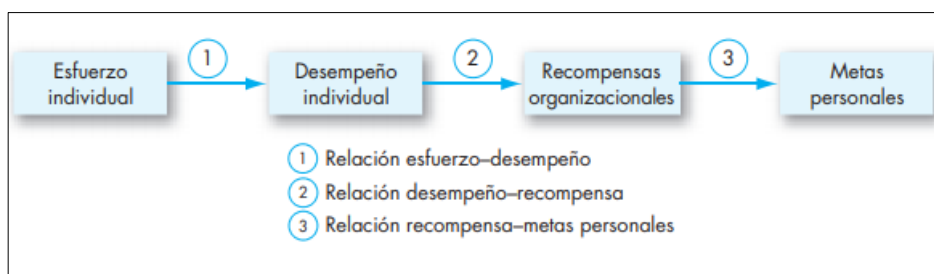 Esfuerzo
individual
1
Desempeño
individual
2
Recompensas
organizacionales
3
Metas
personales
1 Relación esfuerzo–desempeño
2 Relación desempeño–recompensa
3 Relación recompensa–metas personales